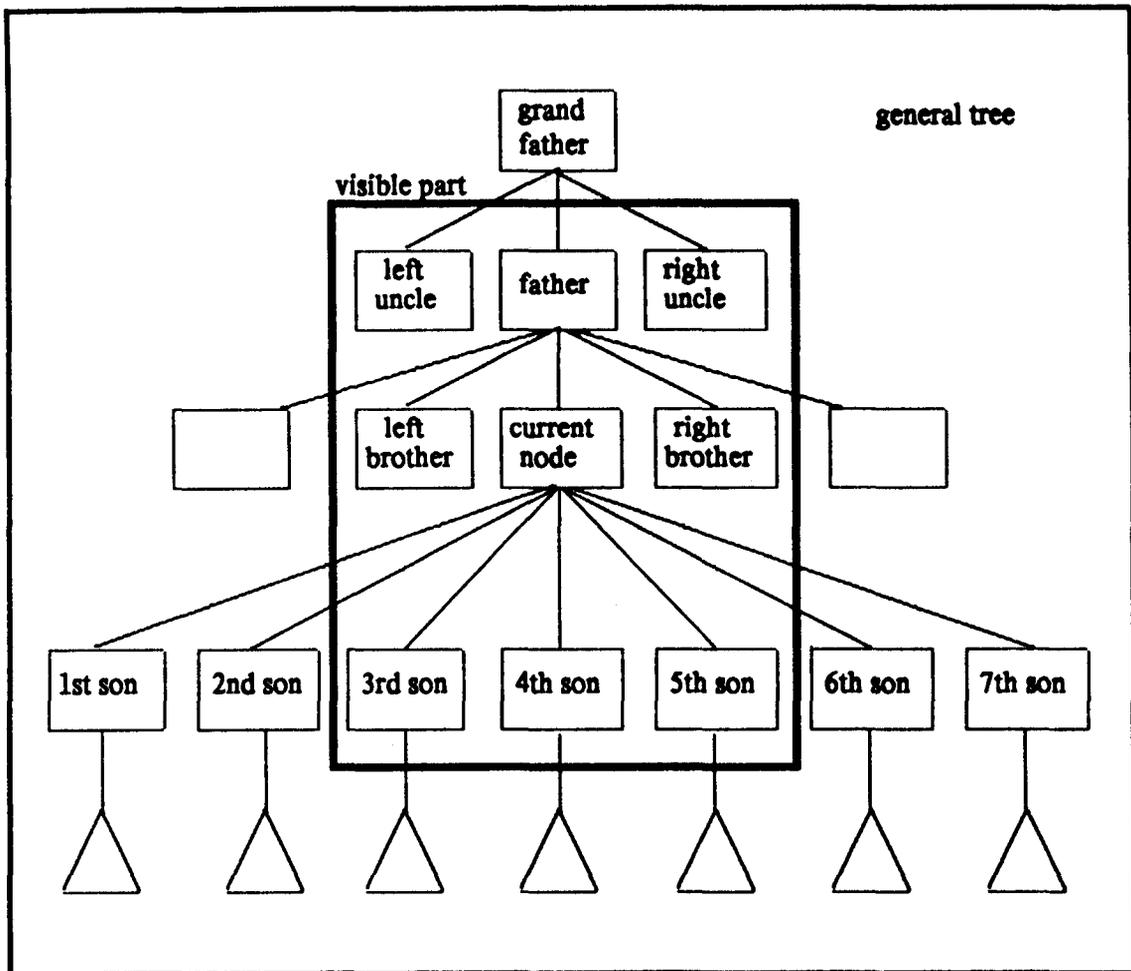 grand
father
general tree
visible part
left
uncle
father
right
uncle
left
brother
current
node
right
brother
1st son
2nd son
3rd son
4th son
5th son
6th son
7th son